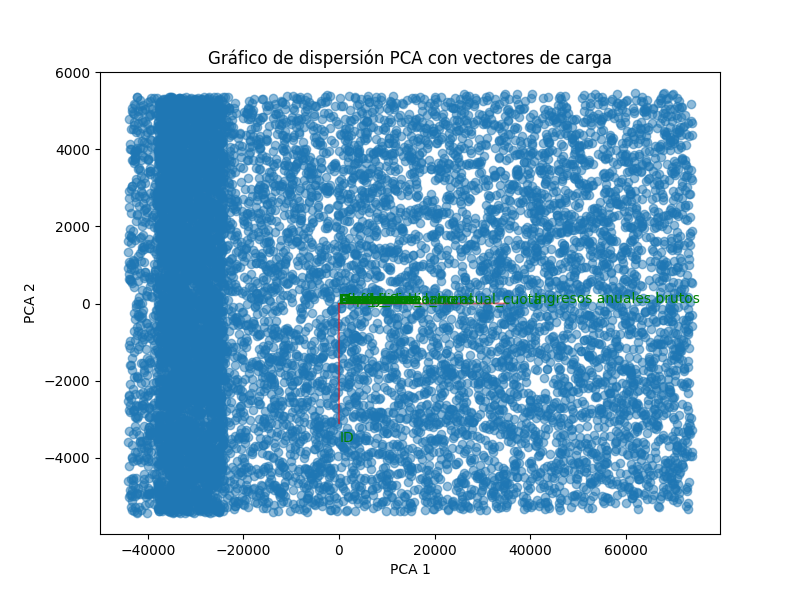 Gráfico de dispersión PCA con vectores de carga
6000
4000
2000
0
−2000
−4000
PCA 2
ingresos anuales brutos
ID
−40000
−20000
0
20000
40000
60000
PCA 1